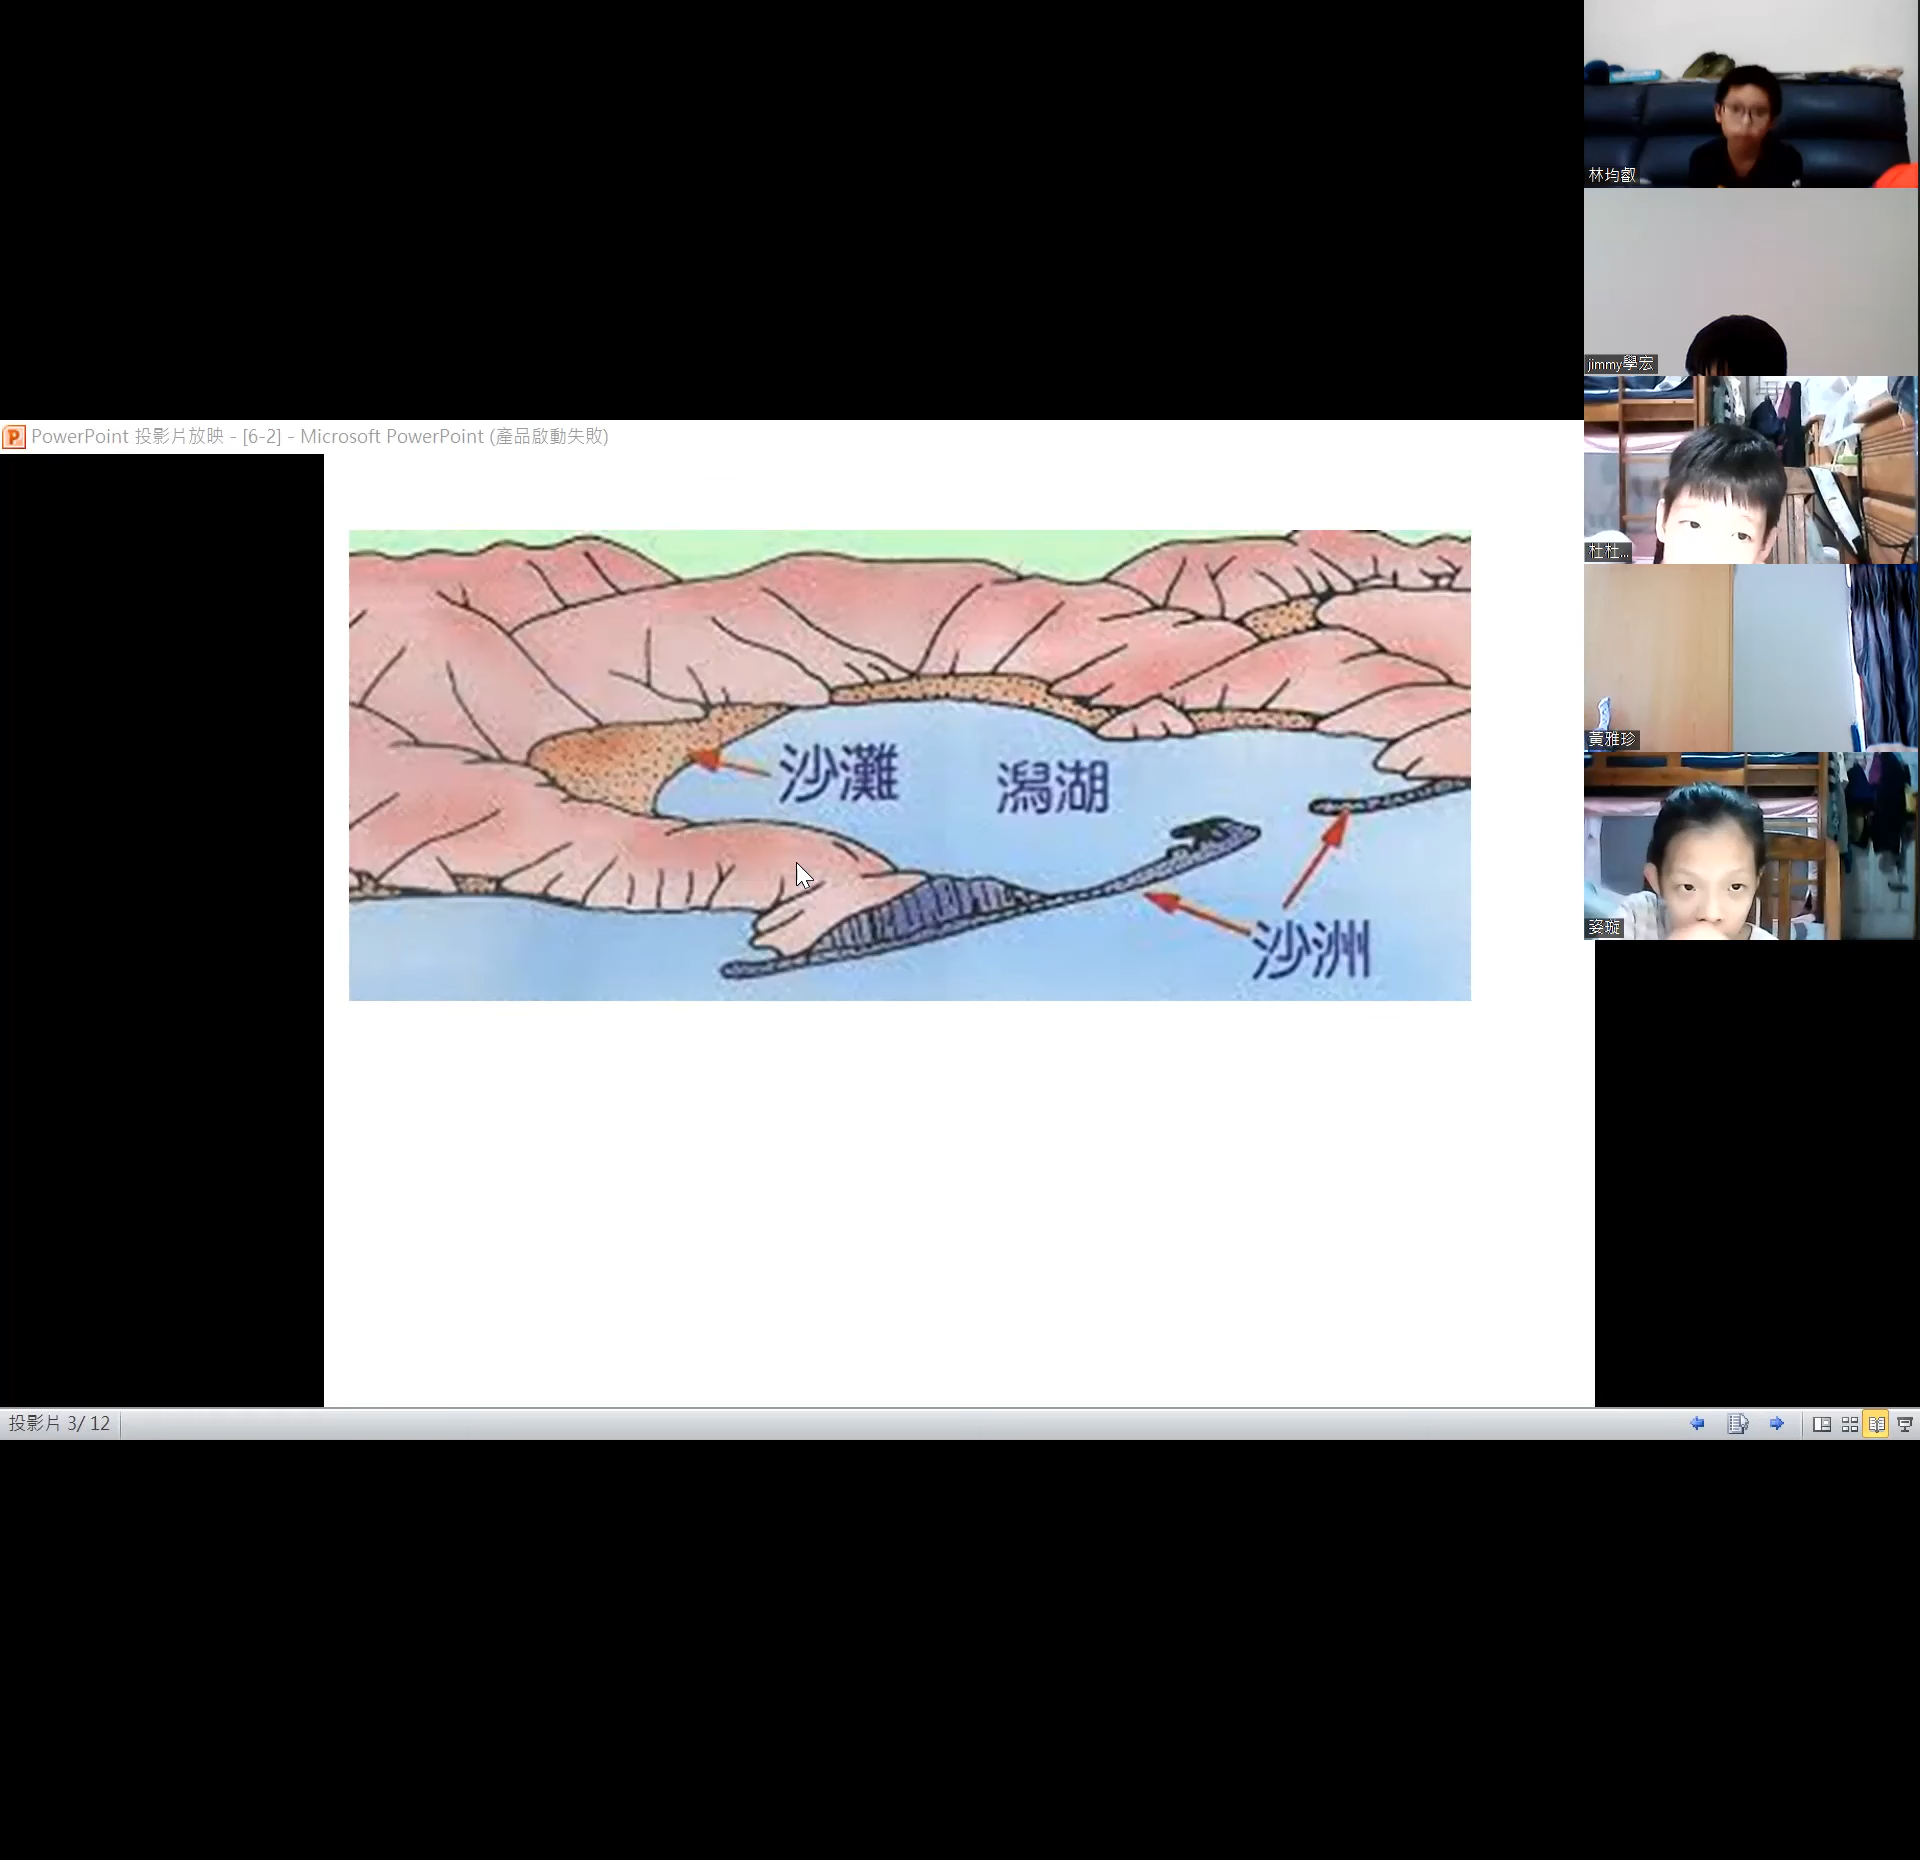 林均叡
jimmy學宏
杜杜...
黃雅珍
姿璇
PowerPoint 投影片放映 - [6-2] - Microsoft PowerPoint (產品啟動失敗)
沙灘
潟湖
沙洲
投影片 3/ 12